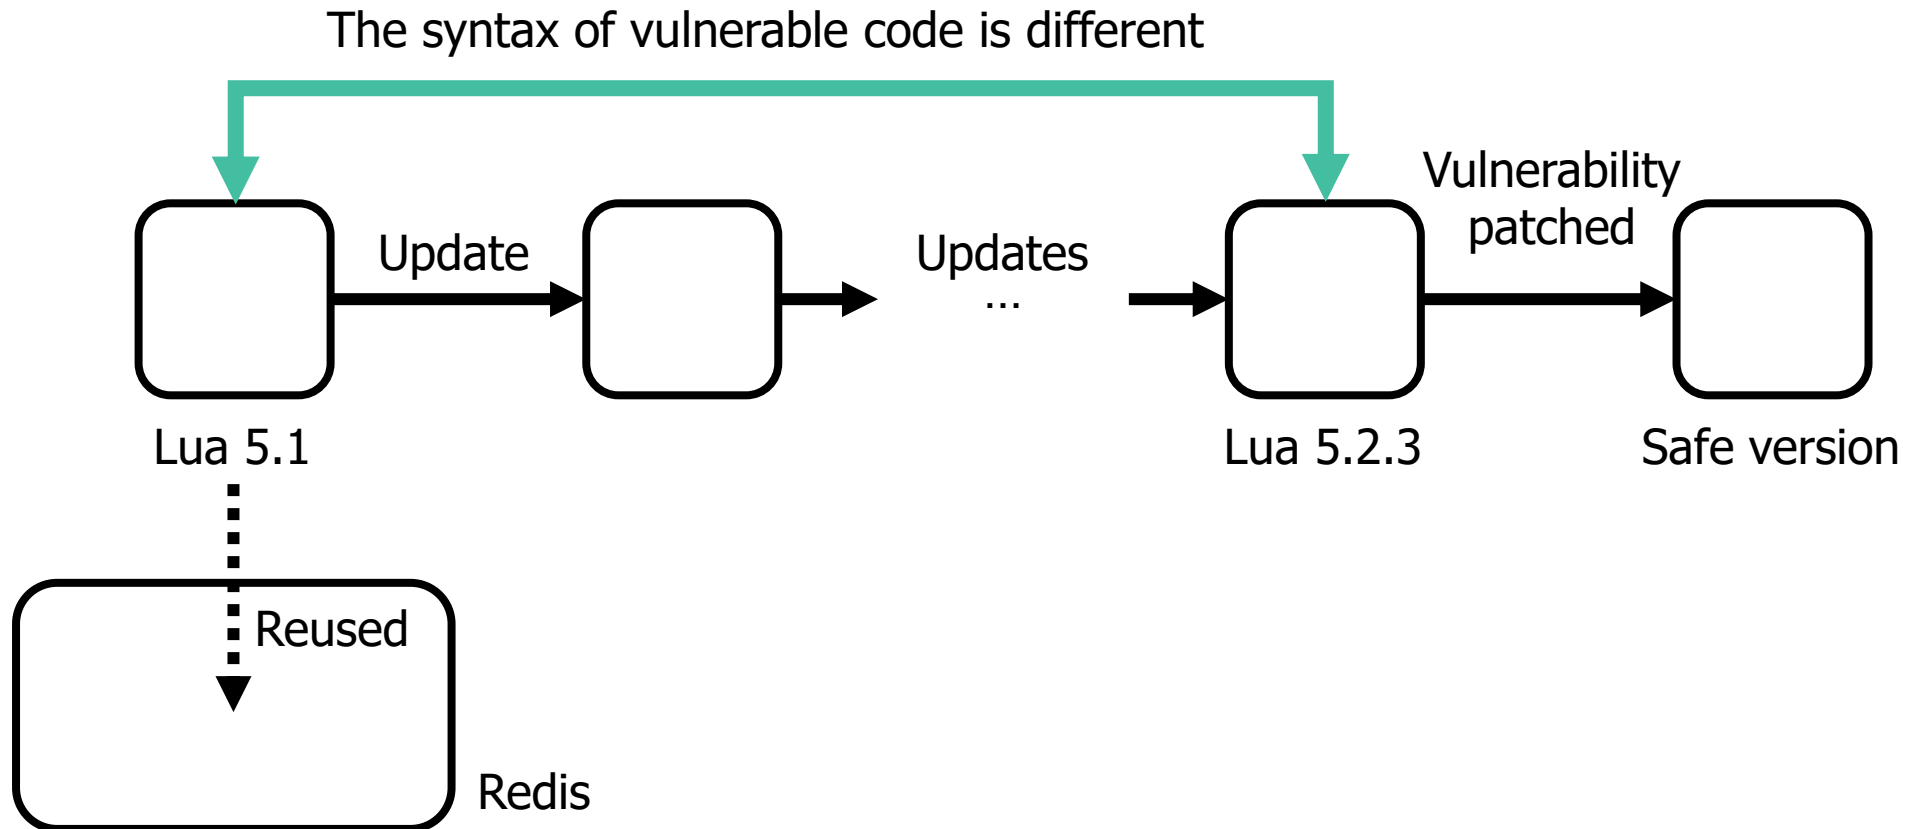 The syntax of vulnerable code is different
Vulnerability
patched
Update
Updates
...
Lua 5.1
Lua 5.2.3
Safe version
Reused
Redis